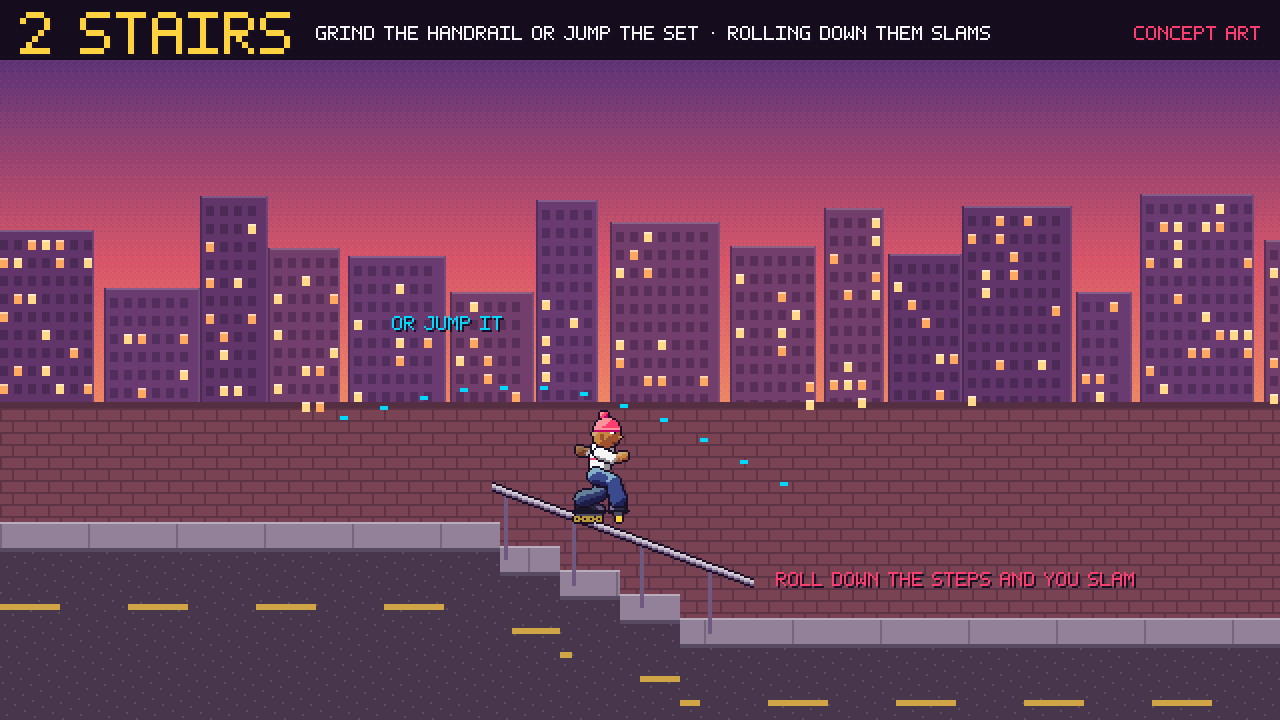 2 STAIRS
GRIND THE HANDRAIL OR JUMP THE SET · ROLLING DOWN THEM SLAMS
CONCEPT ART
OR JUMP IT
ROLL DOWN THE STEPS AND YOU SLAM